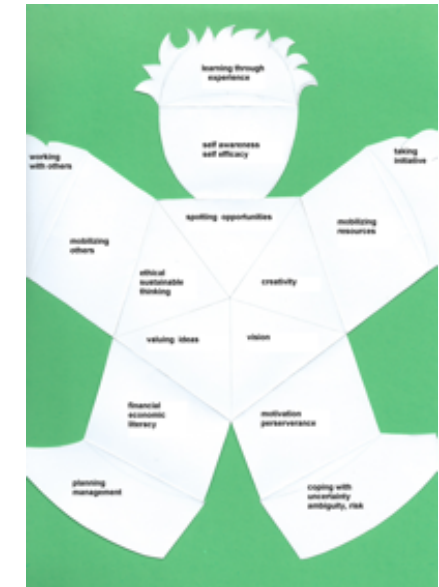 learning through
experience
self awareness
self efficacy
working
with others
taking
initiative
spotting opportunities
mobilizing
others
mobilizing
resources
ethical
sustainable
thinking
creativity
valuing ideas
vision
financial
economic
literacy
motivation
perserverance
planning
management
coping with
uncertainty
ambiguity, risk